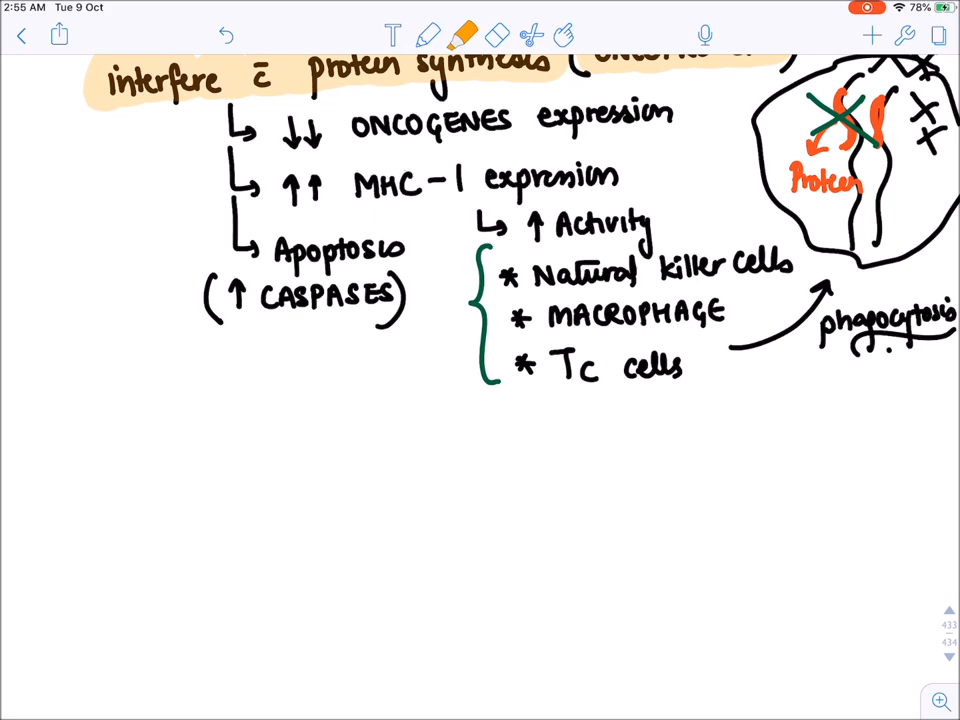 2:55 AM Tue 9 Oct
78%
T
interfere c̄ protein synthesis (
↓↓ ONCOGENES expression
↑↑ MHC-1 expression
Protein
↑ Activity
Apoptosis
(↑ CASPASES)
* Natural killer cells
* MACROPHAGE
* Tc cells
phagocytosis
433
434